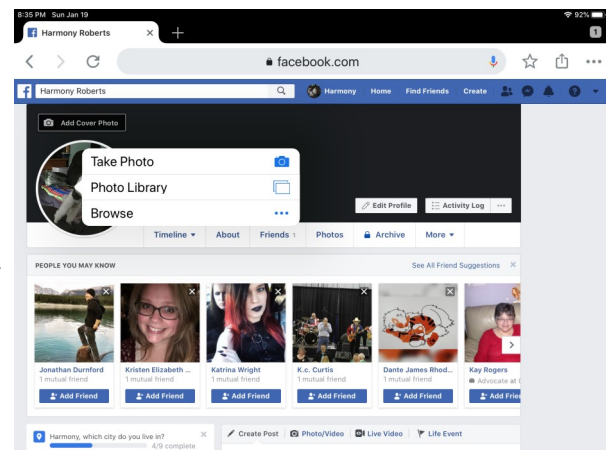 8:35 PM Sun Jan 19
92%
Harmony Roberts
1
facebook.com
Harmony Roberts
Harmony Home Find Friends Create
Add Cover Photo
Take Photo
Photo Library
Browse
Edit Profile
Activity Log
Timeline About Friends 1 Photos Archive More
PEOPLE YOU MAY KNOW
See All Friend Suggestions
Jonathan Durnford
1 mutual friend
Add Friend
Kristen Elizabeth ...
1 mutual friend
Add Friend
Katrina Wright
1 mutual friend
Add Friend
K.c. Curtis
1 mutual friend
Add Friend
Dante James Rhod...
1 mutual friend
Add Friend
Kay Rogers
Advocate at
Add Frien
Harmony, which city do you live in?
4/9 complete
Create Post Photo/Video Live Video Life Event